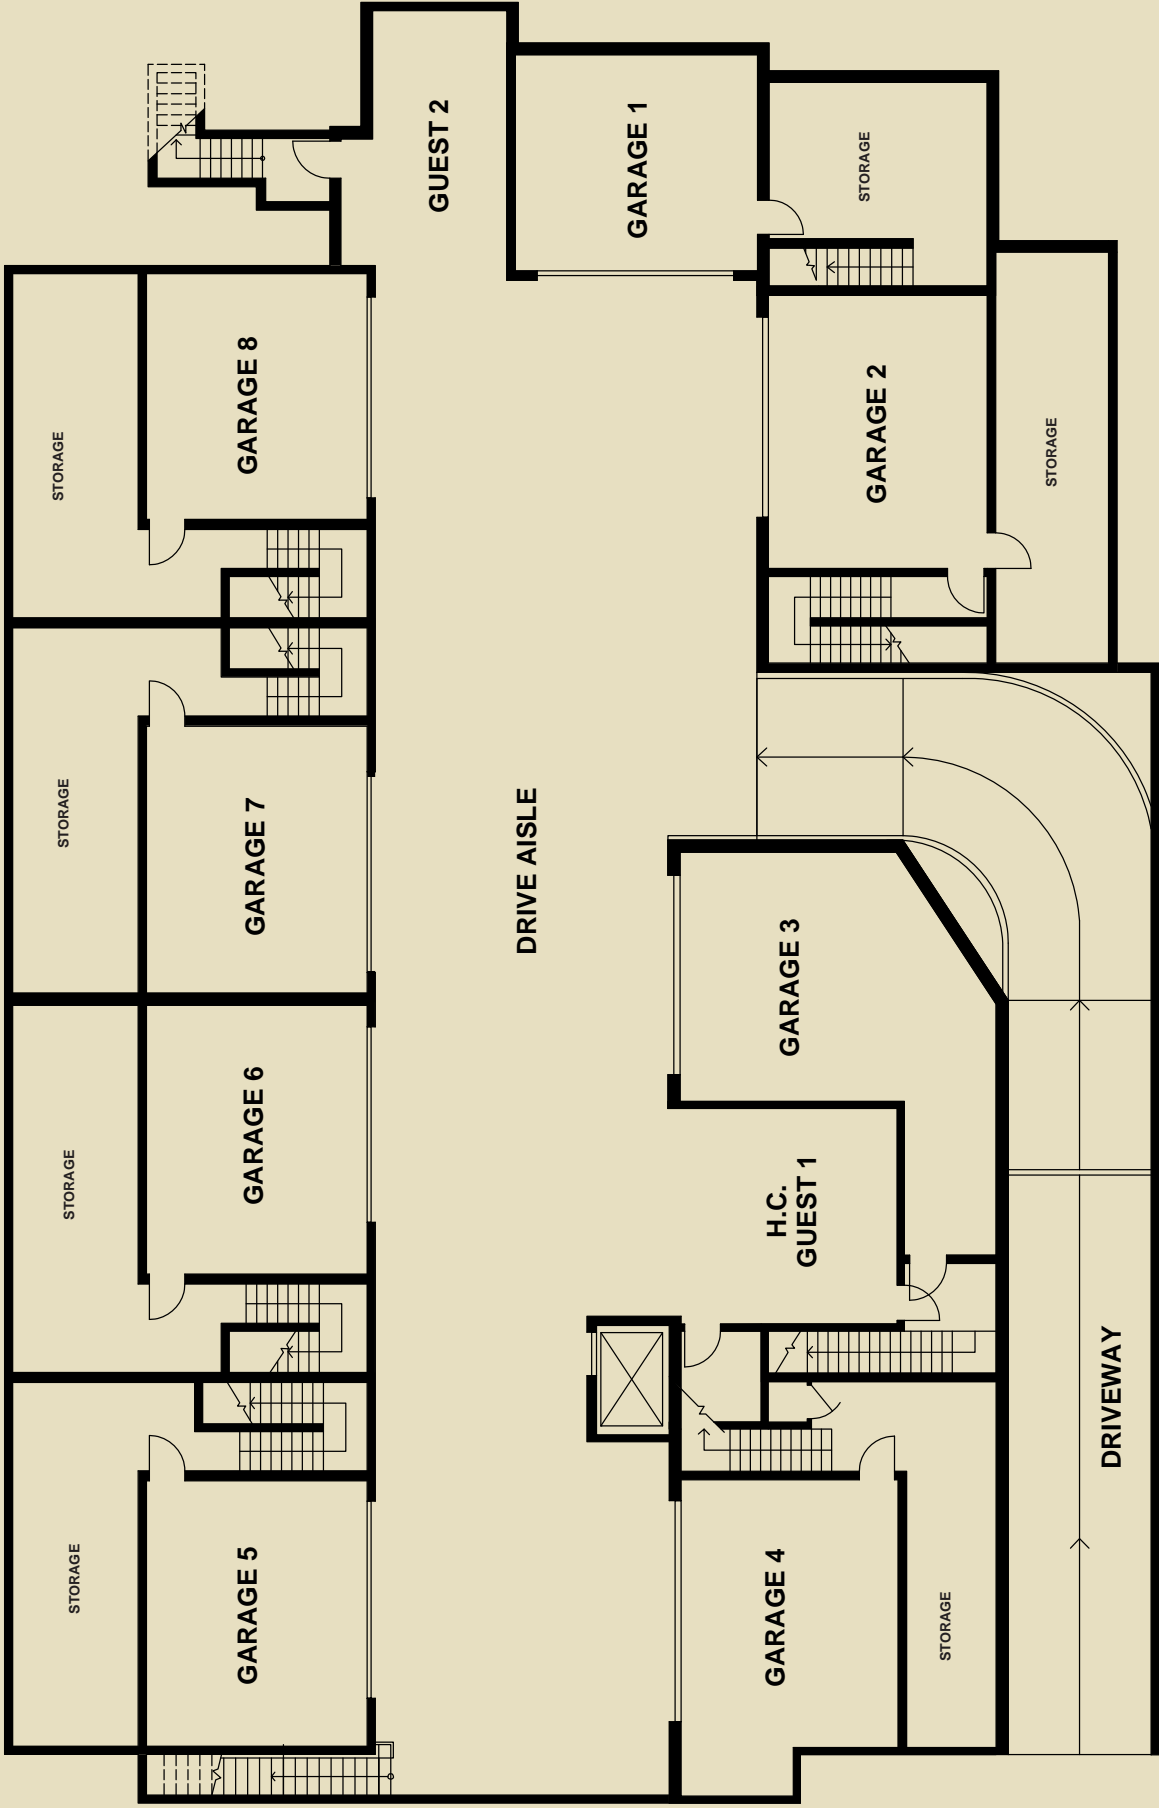 GUEST 2
GARAGE 1
STORAGE
GARAGE 8
STORAGE
GARAGE 2
STORAGE
STORAGE
GARAGE 7
DRIVE AISLE
GARAGE 3
STORAGE
GARAGE 6
H.C.
GUEST 1
DRIVEWAY
STORAGE
GARAGE 5
GARAGE 4
STORAGE